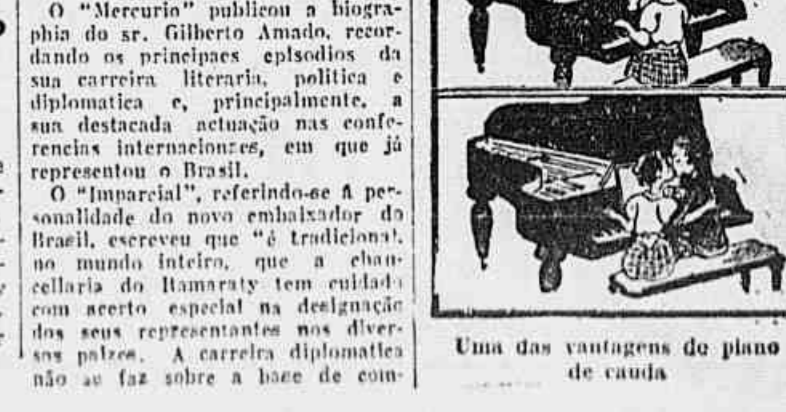 O "Mercurio" publicou a biogra-
phia do sr. Gilberto Amado, recor-
dando os principaes episodios da
sua carreira literaria, politica e
diplomatica e, principalmente, a
sua destacada actuação nas confe-
rencias internacionaes, em que já
representou o Brasil.
O "Imparcial", referindo-se á per-
sonalidade do novo embaixador do
Brasil, escreveu que "é tradicional,
no mundo inteiro, que a chan-
cellaria do Itamaraty tem cuidado
com acerto especial na designação
dos seus representantes nos diver-
sos paizes. A carreira diplomatica
não se faz sobre a base de com-
Uma das vantagens do piano
de cauda